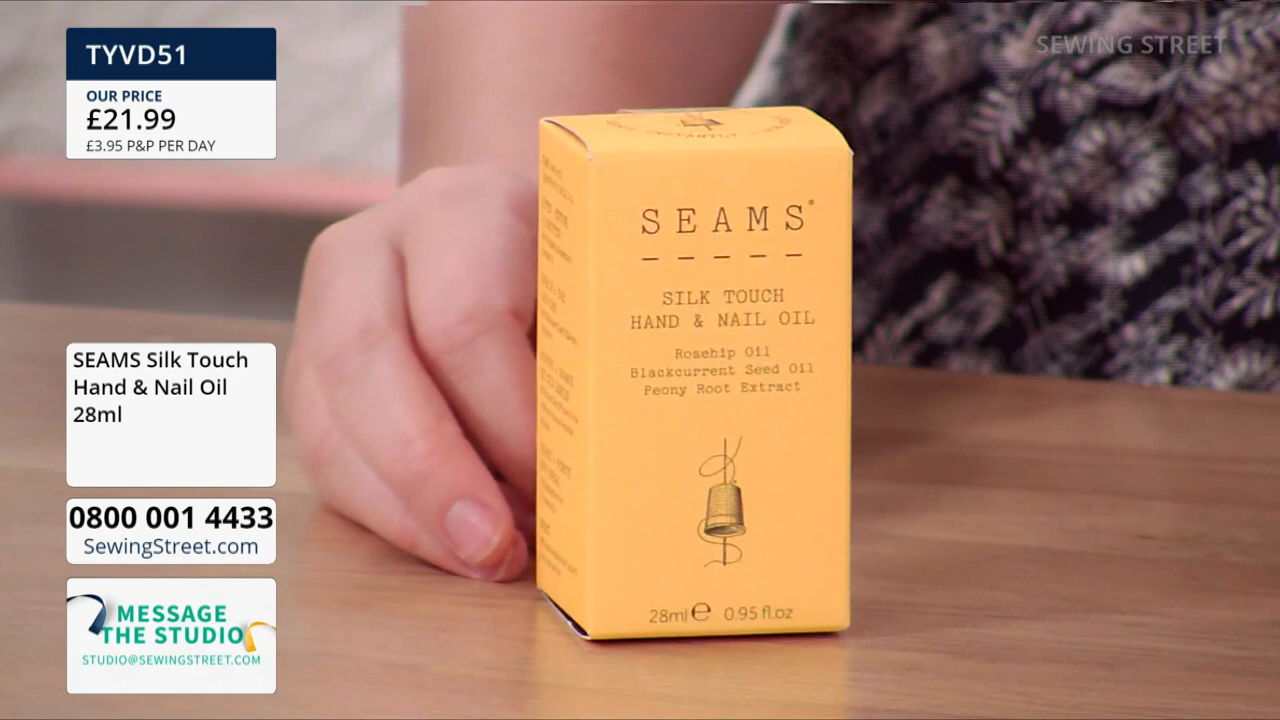 TYVD51
OUR PRICE
£21.99
£3.95 P&P PER DAY
SEWING STREET
SEAMS Silk Touch
Hand & Nail Oil
28ml
0800 001 4433
SewingStreet.com
MESSAGE
THE STUDIO
STUDIO@SEWINGSTREET.COM
SEAMS®
SILK TOUCH
HAND & NAIL OIL
Rosehip Oil
Blackcurrent Seed Oil
Peony Root Extract
28ml℮ 0.95 fl.oz